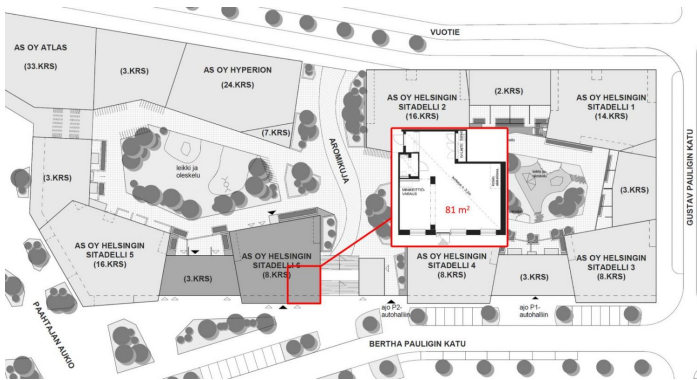 VUOTIE
AS OY ATLAS
(33.KRS)
(3.KRS)
AS OY HYPERION
(24.KRS)
(7.KRS)
AS OY HELSINGIN
SITADELLI 2
(16.KRS)
(2.KRS)
AS OY HELSINGIN
SITADELLI 1
(14.KRS)
GUSTAV PAULIGIN KATU
AROMIKUJA
leikki ja
oleskelu
(3.KRS)
(3.KRS)
81 m²
AS OY HELSINGIN
SITADELLI 5
(16.KRS)
(3.KRS)
AS OY HELSINGIN
SITADELLI 6
(8.KRS)
AS OY HELSINGIN
SITADELLI 4
(8.KRS)
(3.KRS)
AS OY HELSINGIN
SITADELLI 3
(8.KRS)
ajo P2-
autohalliin
ajo P1-
autohalliin
PAAHTAJAN AUKIO
BERTHA PAULIGIN KATU